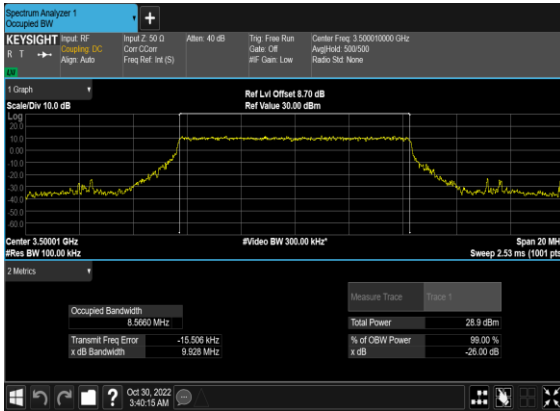 Spectrum Analyzer 1
Occupied BW
KEYSIGHT
R T
LXI
Input: RF
Coupling: DC
Align: Auto
Input Z: 50 Ω
Corr CCorr
Freq Ref: Int (S)
Atten: 40 dB
Trig: Free Run
Gate: Off
#IF Gain: Low
Center Freq: 3.500010000 GHz
Avg|Hold: 500/500
Radio Std: None
1 Graph
Scale/Div 10.0 dB
Ref Lvl Offset 8.70 dB
Ref Value 30.00 dBm
Log
20.0
10.0
0.00
-10.0
-20.0
-30.0
-40.0
-50.0
-60.0
Center 3.50001 GHz
#Res BW 100.00 kHz
#Video BW 300.00 kHz*
Span 20 MH
Sweep 2.53 ms (1001 pts
2 Metrics
Measure Trace Trace 1
Occupied Bandwidth
8.5660 MHz
Total Power 28.9 dBm
Transmit Freq Error -15.506 kHz
% of OBW Power 99.00 %
x dB Bandwidth 9.928 MHz
x dB -26.00 dB
?
Oct 30, 2022
3:40:15 AM